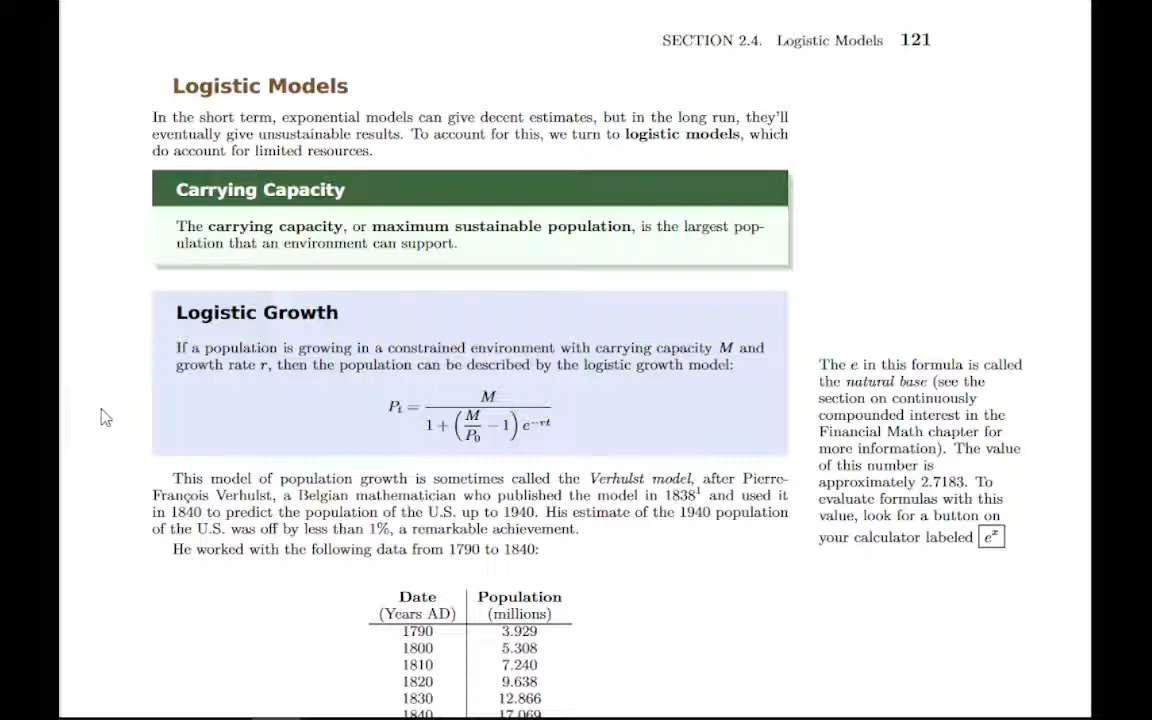 SECTION 2.4. Logistic Models 121
Logistic Models
In the short term, exponential models can give decent estimates, but in the long run, they'll
eventually give unsustainable results. To account for this, we turn to logistic models, which
do account for limited resources.
Carrying Capacity
The carrying capacity, or maximum sustainable population, is the largest pop-
ulation that an environment can support.
Logistic Growth
If a population is growing in a constrained environment with carrying capacity M and
growth rate r, then the population can be described by the logistic growth model:
P_t = M / (1 + (M/P_0 − 1) e^{−rt})
The e in this formula is called
the natural base (see the
section on continuously
compounded interest in the
Financial Math chapter for
more information). The value
of this number is
approximately 2.7183. To
evaluate formulas with this
value, look for a button on
your calculator labeled e^x
This model of population growth is sometimes called the Verhulst model, after Pierre-
François Verhulst, a Belgian mathematician who published the model in 1838¹ and used it
in 1840 to predict the population of the U.S. up to 1940. His estimate of the 1940 population
of the U.S. was off by less than 1%, a remarkable achievement.
He worked with the following data from 1790 to 1840:
Date Population
(Years AD) (millions)
1790 3.929
1800 5.308
1810 7.240
1820 9.638
1830 12.866
1840 17.069